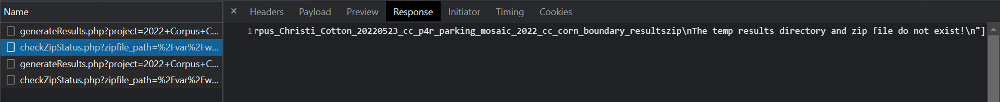 Name
× Headers Payload Preview Response Initiator Timing Cookies
generateResults.php?project=2022+Corpus+C...
checkZipStatus.php?zipfile_path=%2Fvar%2Fw...
generateResults.php?project=2022+Corpus+C...
checkZipStatus.php?zipfile_path=%2Fvar%2Fw...
1 rpus_Christi_Cotton_20220523_cc_p4r_parking_mosaic_2022_cc_corn_boundary_resultszip\nThe temp results directory and zip file do not exist!\n"]